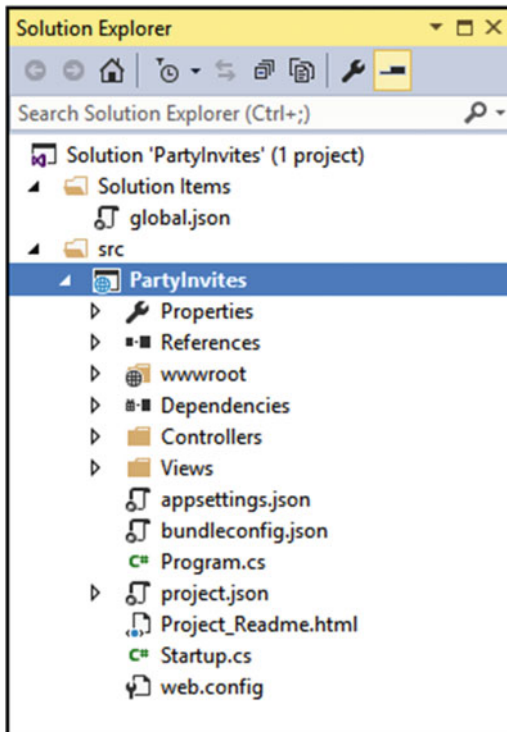 Solution Explorer
Search Solution Explorer (Ctrl+;)
Solution 'PartyInvites' (1 project)
Solution Items
global.json
src
PartyInvites
Properties
References
wwwroot
Dependencies
Controllers
Views
appsettings.json
bundleconfig.json
C# Program.cs
project.json
Project_Readme.html
C# Startup.cs
web.config